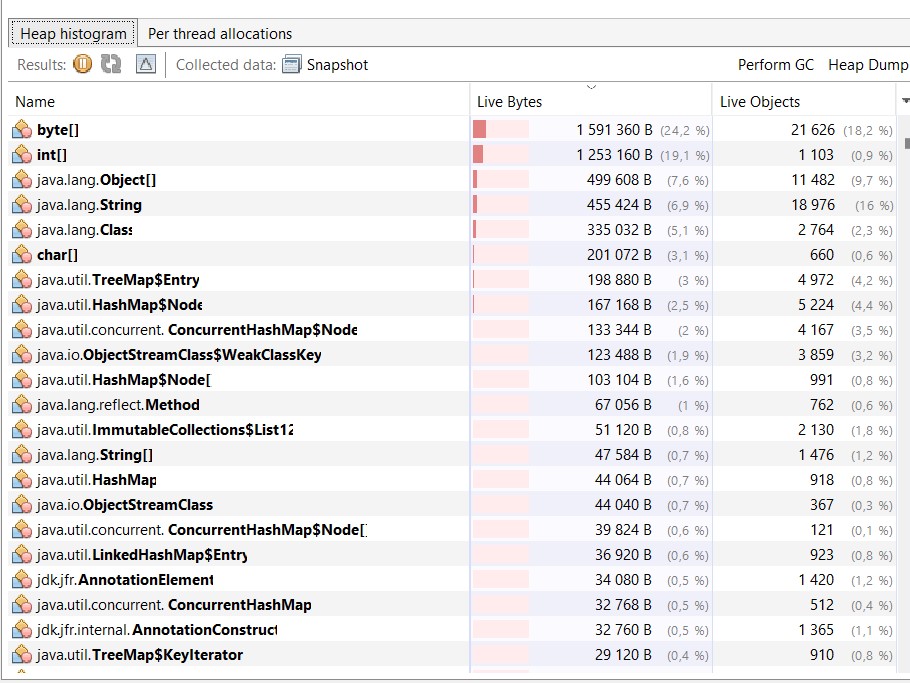 Heap histogram Per thread allocations
Results: Collected data: Snapshot Perform GC Heap Dump
Name Live Bytes Live Objects
byte[] 1 591 360 B (24,2 %) 21 626 (18,2 %)
int[] 1 253 160 B (19,1 %) 1 103 (0,9 %)
java.lang.Object[] 499 608 B (7,6 %) 11 482 (9,7 %)
java.lang.String 455 424 B (6,9 %) 18 976 (16 %)
java.lang.Class 335 032 B (5,1 %) 2 764 (2,3 %)
char[] 201 072 B (3,1 %) 660 (0,6 %)
java.util.TreeMap$Entry 198 880 B (3 %) 4 972 (4,2 %)
java.util.HashMap$Node 167 168 B (2,5 %) 5 224 (4,4 %)
java.util.concurrent. ConcurrentHashMap$Node 133 344 B (2 %) 4 167 (3,5 %)
java.io.ObjectStreamClass$WeakClassKey 123 488 B (1,9 %) 3 859 (3,2 %)
java.util.HashMap$Node[ 103 104 B (1,6 %) 991 (0,8 %)
java.lang.reflect.Method 67 056 B (1 %) 762 (0,6 %)
java.util.ImmutableCollections$List12 51 120 B (0,8 %) 2 130 (1,8 %)
java.lang.String[] 47 584 B (0,7 %) 1 476 (1,2 %)
java.util.HashMap 44 064 B (0,7 %) 918 (0,8 %)
java.io.ObjectStreamClass 44 040 B (0,7 %) 367 (0,3 %)
java.util.concurrent. ConcurrentHashMap$Node[] 39 824 B (0,6 %) 121 (0,1 %)
java.util.LinkedHashMap$Entry 36 920 B (0,6 %) 923 (0,8 %)
jdk.jfr.AnnotationElement 34 080 B (0,5 %) 1 420 (1,2 %)
java.util.concurrent. ConcurrentHashMap 32 768 B (0,5 %) 512 (0,4 %)
jdk.jfr.internal. AnnotationConstruct 32 760 B (0,5 %) 1 365 (1,1 %)
java.util.TreeMap$KeyIterator 29 120 B (0,4 %) 910 (0,8 %)